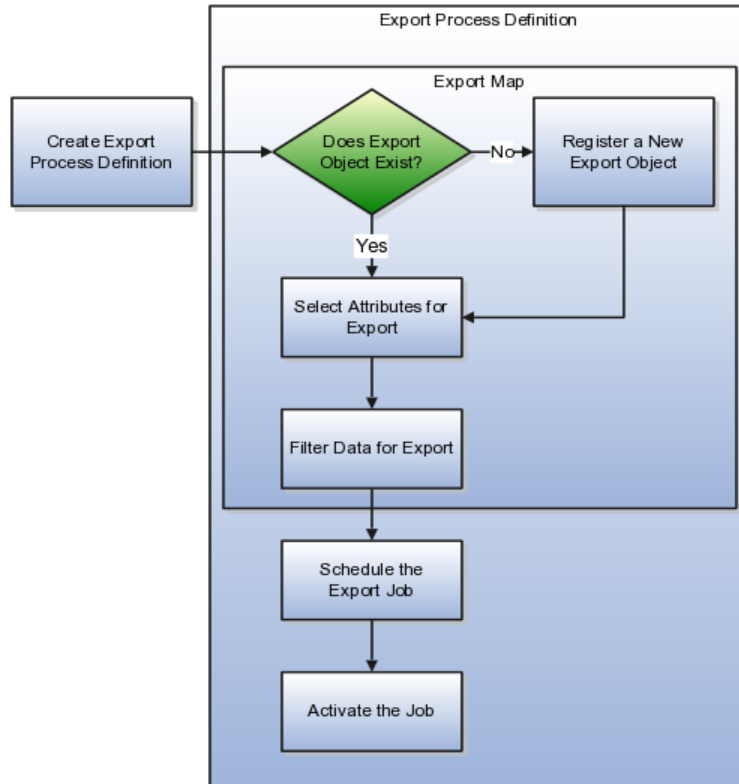 Export Process Definition
Export Map
Create Export
Process Definition
Does Export
Object Exist?
No
Register a New
Export Object
Yes
Select Attributes for
Export
Filter Data for Export
Schedule the
Export Job
Activate the Job